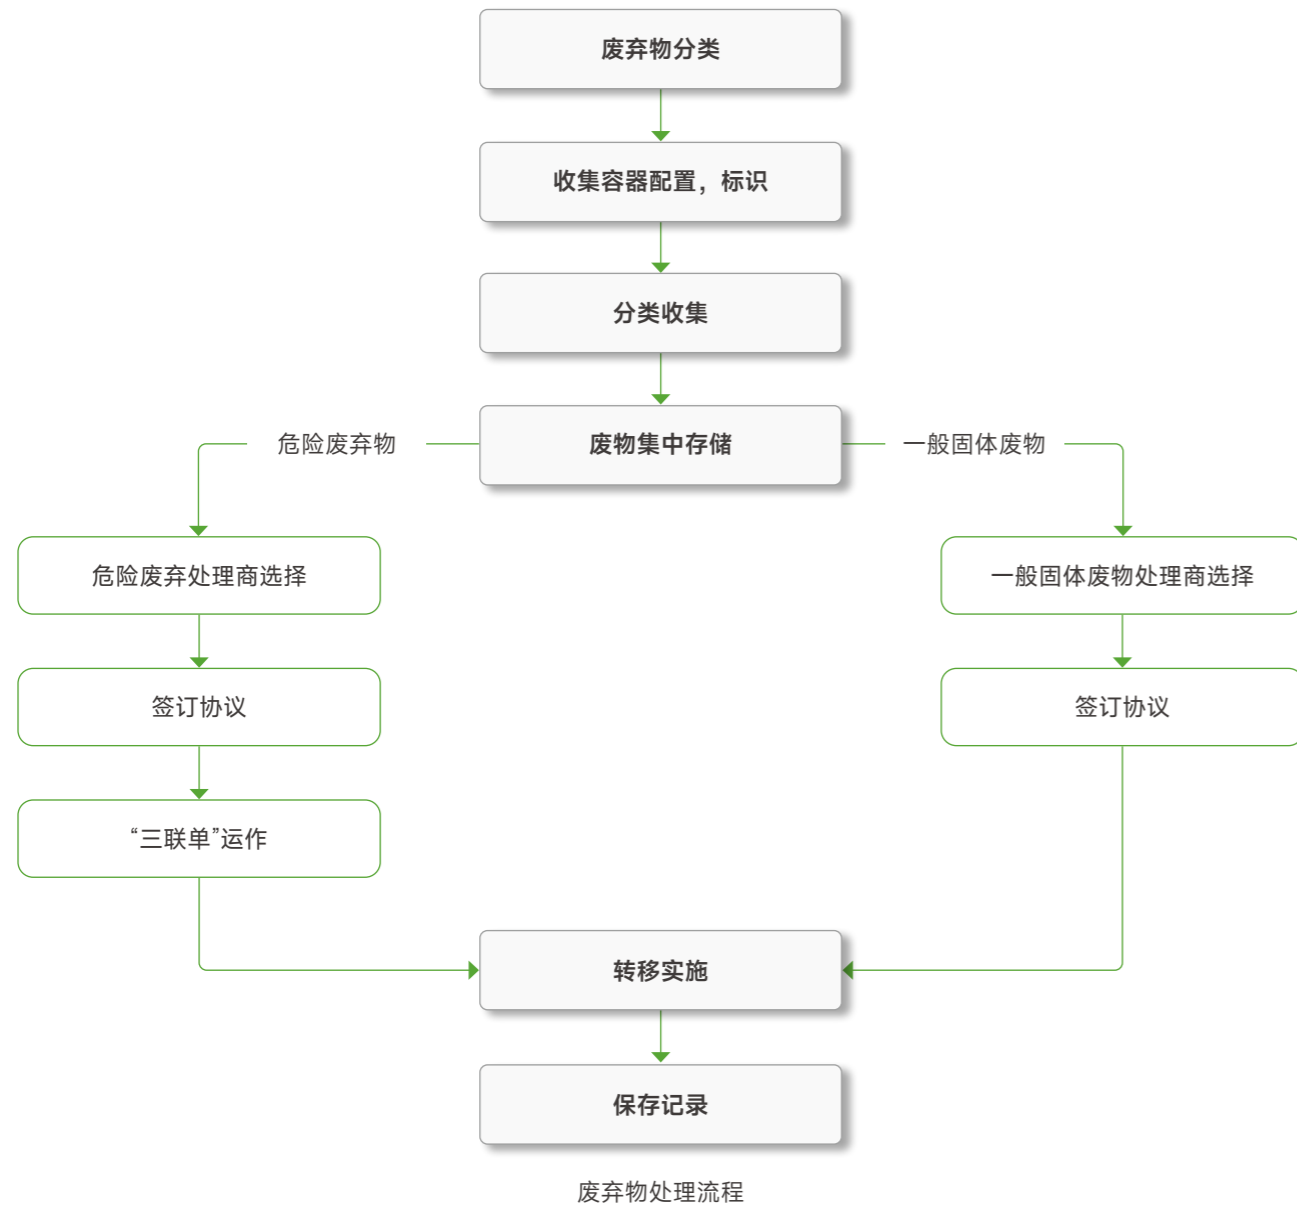 废弃物分类
收集容器配置，标识
分类收集
危险废弃物
废物集中存储
一般固体废物
危险废弃处理商选择
一般固体废物处理商选择
签订协议
签订协议
“三联单”运作
转移实施
保存记录
废弃物处理流程